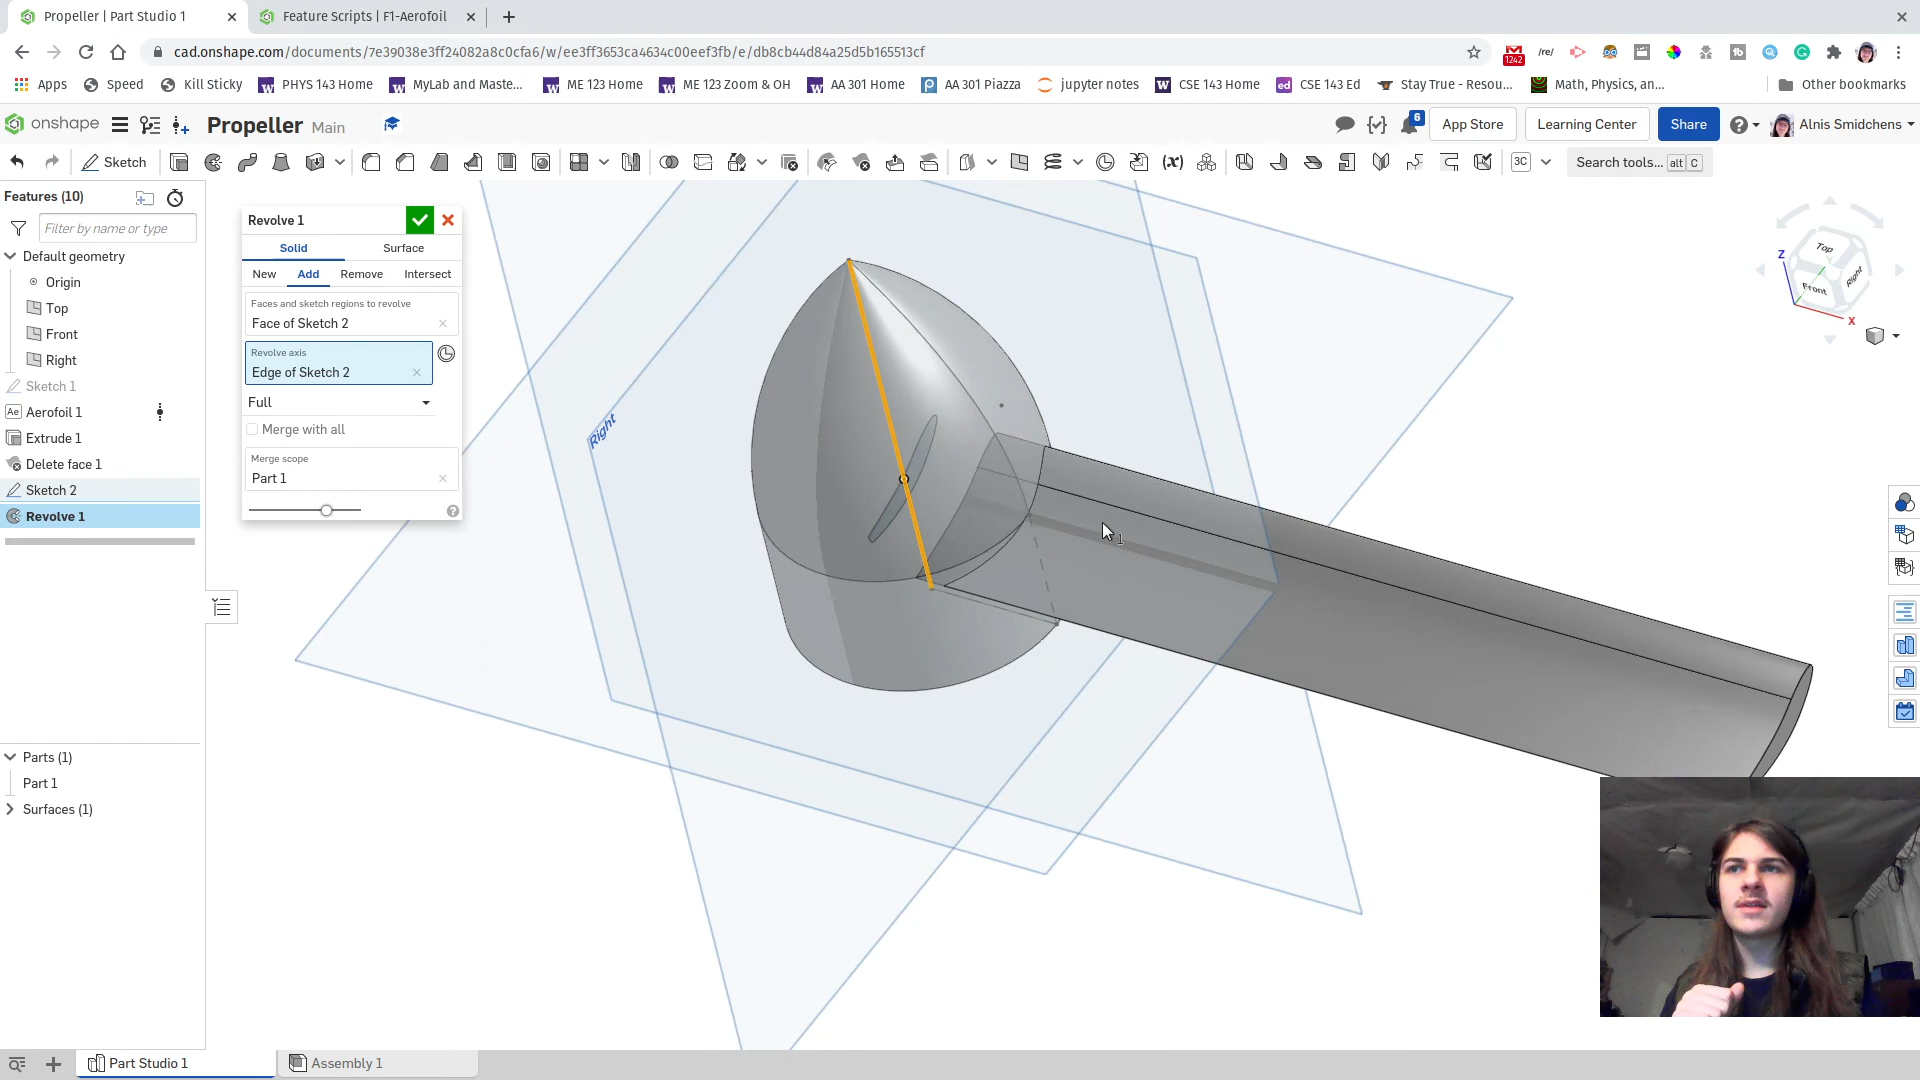 Propeller | Part Studio 1
Feature Scripts | F1-Aerofoil
cad.onshape.com/documents/7e39038e3ff24082a8c0cfa6/w/ee3ff3653ca4634c00eef3fb/e/db8cb44d84a25d5b165513cf
1242
/re/
Apps
Speed
Kill Sticky
PHYS 143 Home
MyLab and Maste...
ME 123 Home
ME 123 Zoom & OH
AA 301 Home
AA 301 Piazza
jupyter notes
CSE 143 Home
CSE 143 Ed
Stay True - Resou...
Math, Physics, an...
Other bookmarks
onshape
Propeller Main
6
App Store
Learning Center
Share
Alnis Smidchens
Sketch
3C
Search tools... alt C
Features (10)
Filter by name or type
Default geometry
Origin
Top
Front
Right
Sketch 1
Aerofoil 1
Extrude 1
Delete face 1
Sketch 2
Revolve 1
Parts (1)
Part 1
Surfaces (1)
Revolve 1
Solid
Surface
New
Add
Remove
Intersect
Faces and sketch regions to revolve
Face of Sketch 2
Revolve axis
Edge of Sketch 2
Full
Merge with all
Merge scope
Part 1
Right
1
Z
Top
Front
Right
X
Part Studio 1
Assembly 1